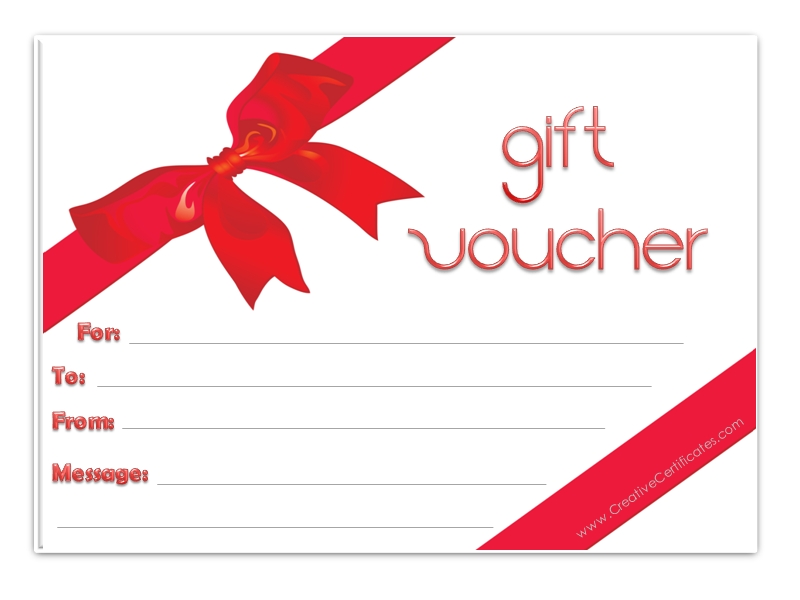 gift
voucher
For:
To:
From:
Message:
www.CreativeCertificates.com